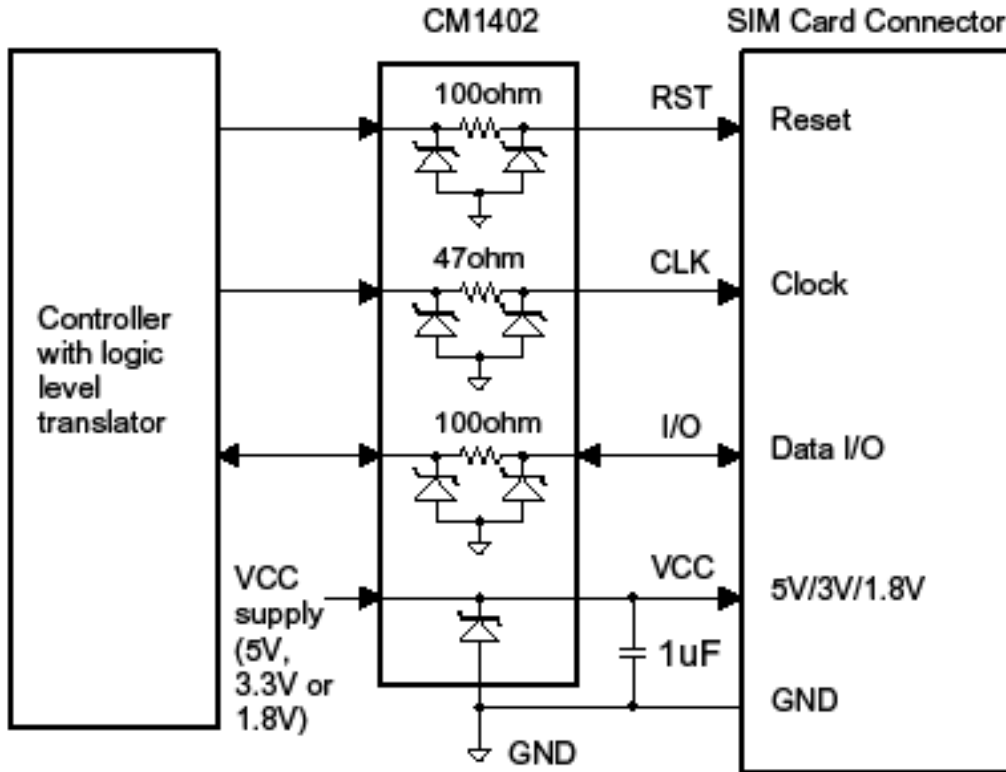 CM1402
SIM Card Connector
100ohm
RST
Reset
47ohm
CLK
Clock
Controller
with logic
level
translator
100ohm
I/O
Data I/O
VCC
supply
(5V,
3.3V or
1.8V)
VCC
5V/3V/1.8V
1uF
GND
GND